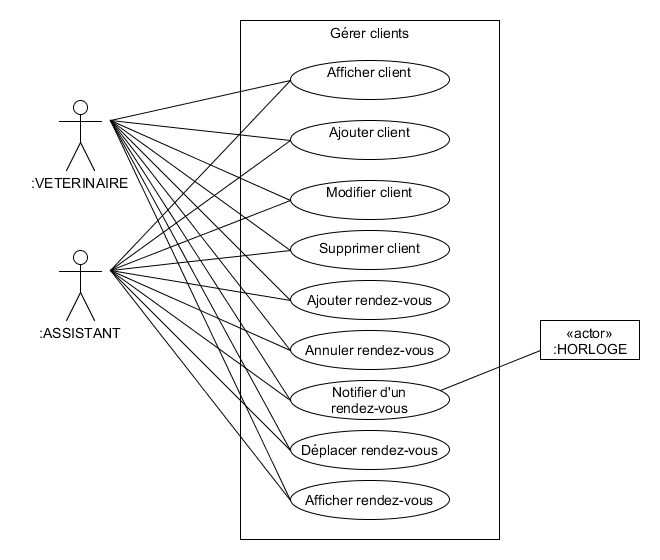 Gérer clients
Afficher client
Ajouter client
:VETERINAIRE
Modifier client
Supprimer client
Ajouter rendez-vous
:ASSISTANT
«actor»
:HORLOGE
Annuler rendez-vous
Notifier d'un
rendez-vous
Déplacer rendez-vous
Afficher rendez-vous